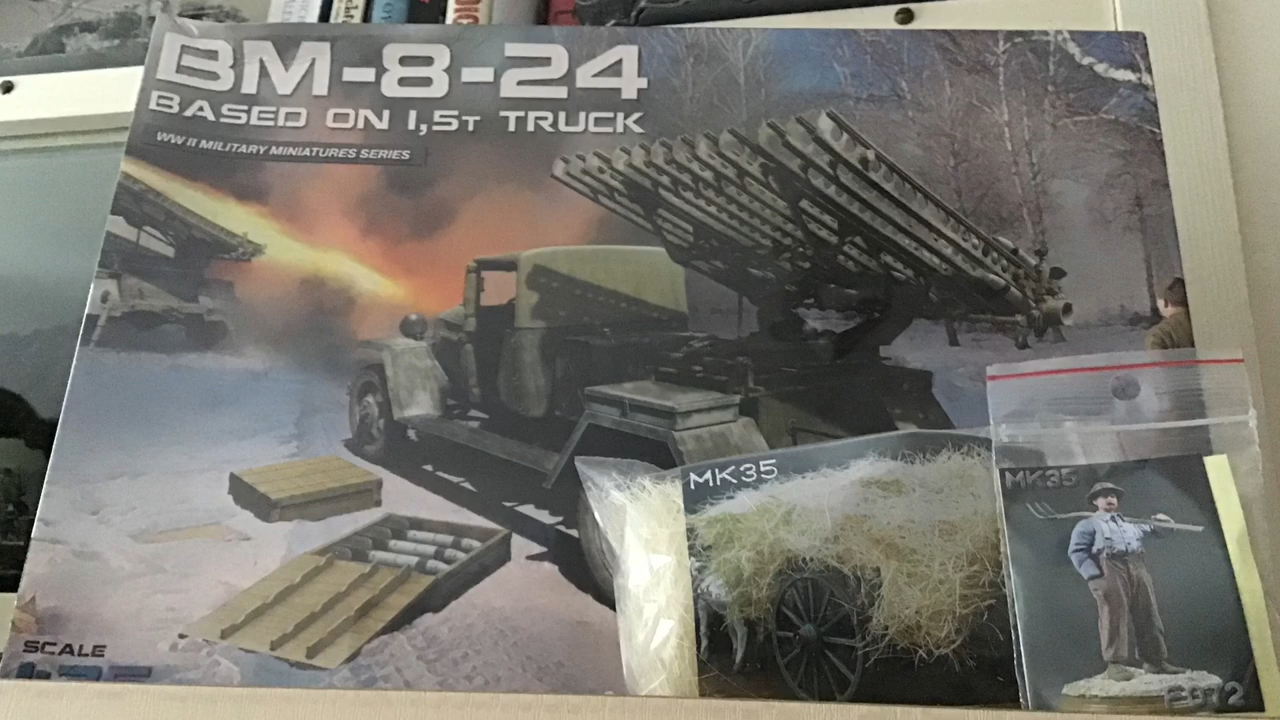 BM-8-24
BASED ON 1,5T TRUCK
WW II MILITARY MINIATURES SERIES
MK35
MK35
SCALE